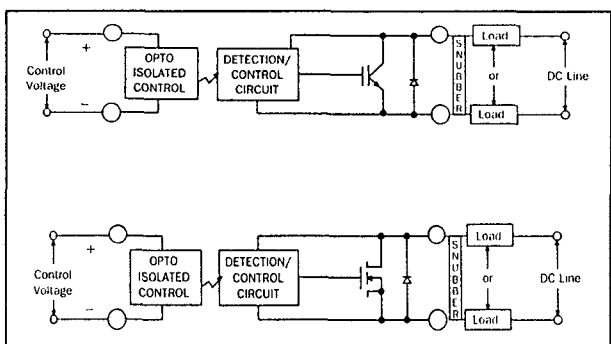 +
Control
Voltage
−
OPTO
ISOLATED
CONTROL
DETECTION/
CONTROL
CIRCUIT
SNUBBER
Load
or
Load
DC Line
+
Control
Voltage
−
OPTO
ISOLATED
CONTROL
DETECTION/
CONTROL
CIRCUIT
SNUBBER
Load
or
Load
DC Line